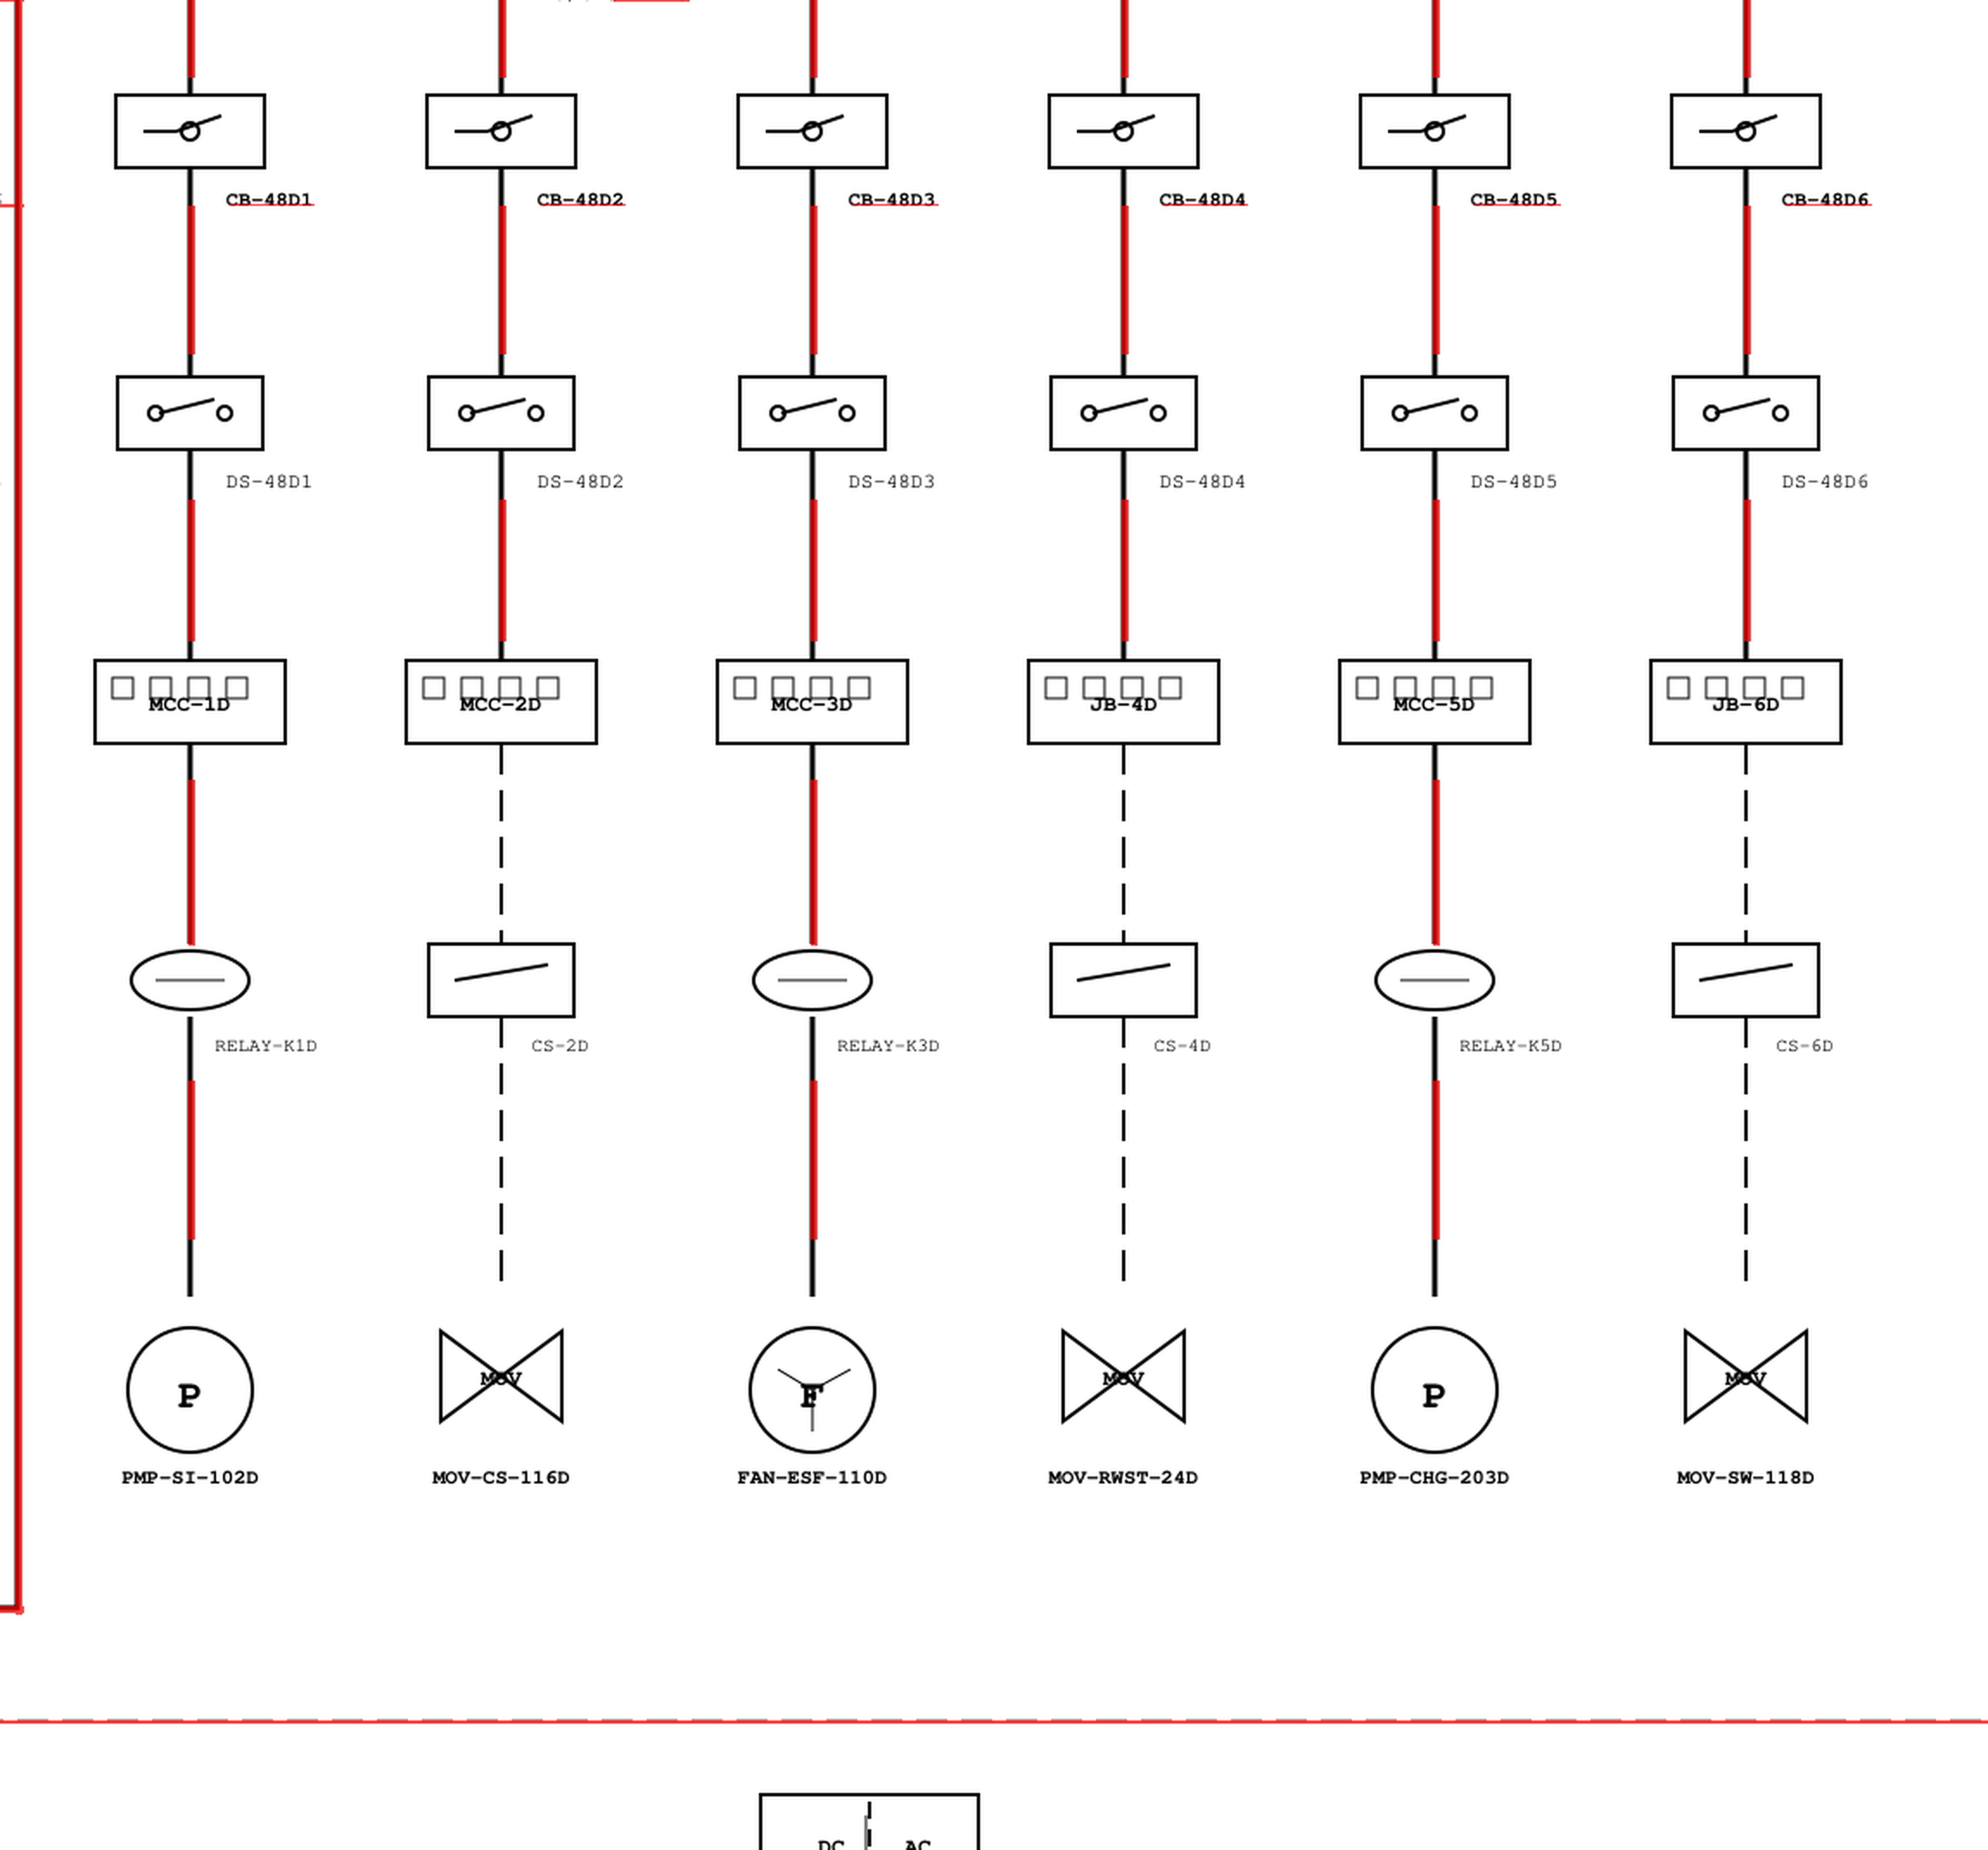 CB-48D1 CB-48D2 CB-48D3 CB-48D4 CB-48D5 CB-48D6
DS-48D1 DS-48D2 DS-48D3 DS-48D4 DS-48D5 DS-48D6
MCC-1D MCC-2D MCC-3D JB-4D MCC-5D JB-6D
RELAY-K1D CS-2D RELAY-K3D CS-4D RELAY-K5D CS-6D
P MOV F MOV P MOV
PMP-SI-102D MOV-CS-116D FAN-ESF-110D MOV-RWST-24D PMP-CHG-203D MOV-SW-118D
DC AC